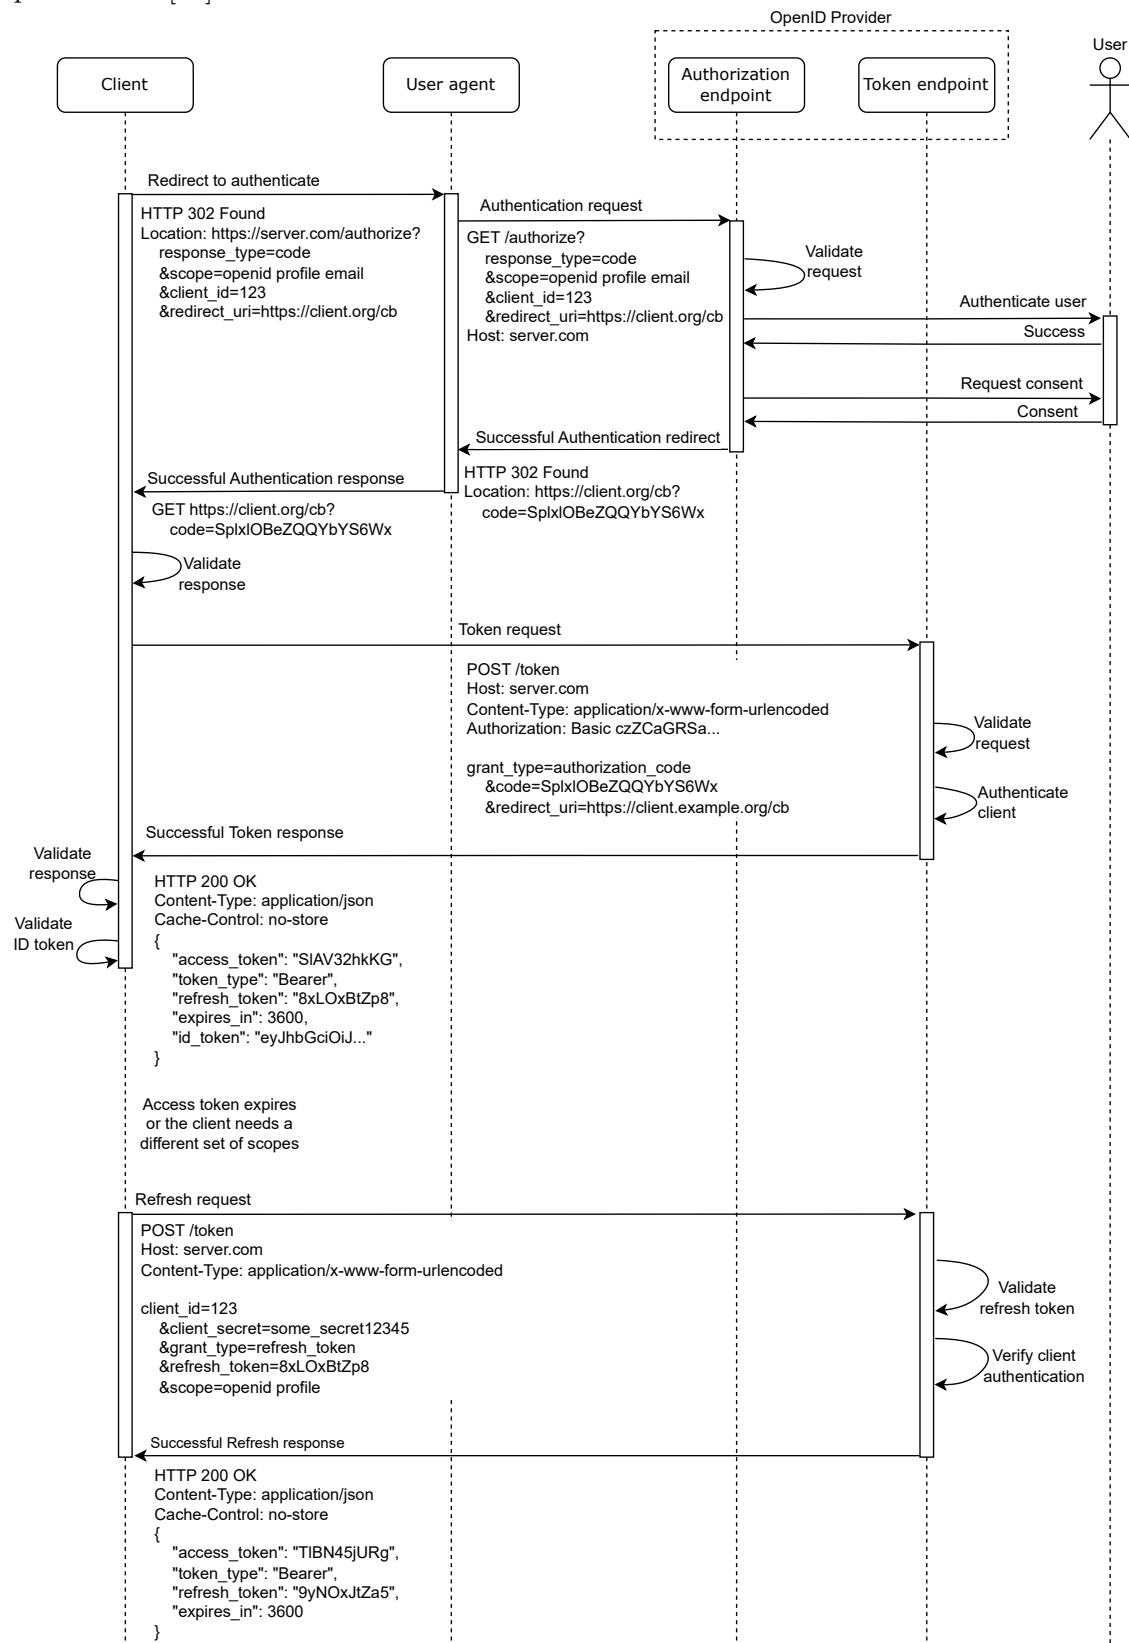 OpenID Provider
User
Client
User agent
Authorization
endpoint
Token endpoint
Redirect to authenticate
HTTP 302 Found
Location: https://server.com/authorize?
response_type=code
&scope=openid profile email
&client_id=123
&redirect_uri=https://client.org/cb
Authentication request
GET /authorize?
response_type=code
&scope=openid profile email
&client_id=123
&redirect_uri=https://client.org/cb
Host: server.com
Validate
request
Authenticate user
Success
Request consent
Consent
Successful Authentication redirect
HTTP 302 Found
Location: https://client.org/cb?
code=SplxlOBeZQQYbYS6Wx
Successful Authentication response
GET https://client.org/cb?
code=SplxlOBeZQQYbYS6Wx
Validate
response
Token request
POST /token
Host: server.com
Content-Type: application/x-www-form-urlencoded
Authorization: Basic czZCaGRSa...
grant_type=authorization_code
&code=SplxlOBeZQQYbYS6Wx
&redirect_uri=https://client.example.org/cb
Validate
request
Authenticate
client
Successful Token response
Validate
response
Validate
ID token
HTTP 200 OK
Content-Type: application/json
Cache-Control: no-store
{
"access_token": "SlAV32hkKG",
"token_type": "Bearer",
"refresh_token": "8xLOxBtZp8",
"expires_in": 3600,
"id_token": "eyJhbGciOiJ..."
}
Access token expires
or the client needs a
different set of scopes
Refresh request
POST /token
Host: server.com
Content-Type: application/x-www-form-urlencoded
client_id=123
&client_secret=some_secret12345
&grant_type=refresh_token
&refresh_token=8xLOxBtZp8
&scope=openid profile
Validate
refresh token
Verify client
authentication
Successful Refresh response
HTTP 200 OK
Content-Type: application/json
Cache-Control: no-store
{
"access_token": "TlBN45jURg",
"token_type": "Bearer",
"refresh_token": "9yNOxJtZa5",
"expires_in": 3600
}